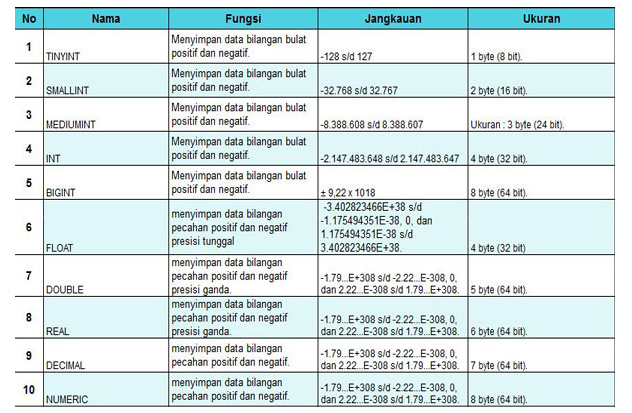 No Nama Fungsi Jangkauan Ukuran
1 TINYINT Menyimpan data bilangan bulat
positif dan negatif. -128 s/d 127 1 byte (8 bit).
2 SMALLINT Menyimpan data bilangan bulat
positif dan negatif. -32.768 s/d 32.767 2 byte (16 bit).
3 MEDIUMINT Menyimpan data bilangan bulat
positif dan negatif. -8.388.608 s/d 8.388.607 Ukuran : 3 byte (24 bit).
4 INT Menyimpan data bilangan bulat
positif dan negatif. -2.147.483.648 s/d 2.147.483.647 4 byte (32 bit).
5 BIGINT Menyimpan data bilangan bulat
positif dan negatif. ± 9,22 x 1018 8 byte (64 bit).
6 FLOAT menyimpan data bilangan
pecahan positif dan negatif
presisi tunggal
-3.402823466E+38 s/d
-1.175494351E-38, 0, dan
1.175494351E-38 s/d
3.402823466E+38. 4 byte (32 bit)
7 DOUBLE menyimpan data bilangan
pecahan positif dan negatif
presisi ganda.
-1.79...E+308 s/d -2.22...E-308, 0,
dan 2.22...E-308 s/d 1.79...E+308. 5 byte (64 bit).
8 REAL menyimpan data bilangan
pecahan positif dan negatif
presisi ganda.
-1.79...E+308 s/d -2.22...E-308, 0,
dan 2.22...E-308 s/d 1.79...E+308. 6 byte (64 bit).
9 DECIMAL menyimpan data bilangan
pecahan positif dan negatif.
-1.79...E+308 s/d -2.22...E-308, 0,
dan 2.22...E-308 s/d 1.79...E+308. 7 byte (64 bit).
10 NUMERIC menyimpan data bilangan
pecahan positif dan negatif.
-1.79...E+308 s/d -2.22...E-308, 0,
dan 2.22...E-308 s/d 1.79...E+308. 8 byte (64 bit).